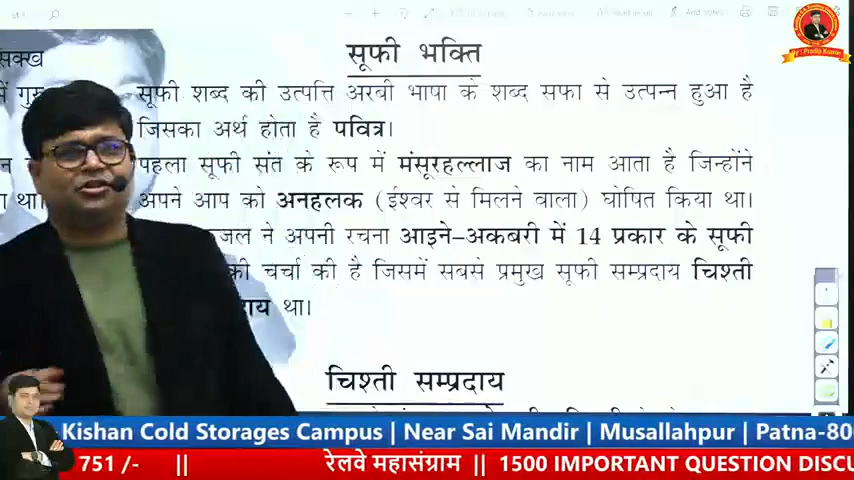 सूफी भक्ति
सिक्ख
में गुरु
सूफी शब्द की उत्पत्ति अरबी भाषा के शब्द सफा से उत्पन्न हुआ है
जिसका अर्थ होता है पवित्र।
पहला सूफी संत के रूप में मंसूरहल्लाज का नाम आता है जिन्होंने
था।
अपने आप को अनहलक (ईश्वर से मिलने वाला) घोषित किया था।
जल ने अपनी रचना आइने-अकबरी में 14 प्रकार के सूफी
की चर्चा की है जिसमें सबसे प्रमुख सूफी सम्प्रदाय चिश्ती
दाय था।
चिश्ती सम्प्रदाय
Kishan Cold Storages Campus | Near Sai Mandir | Musallahpur | Patna-80
751 /- || रेलवे महासंग्राम || 1500 IMPORTANT QUESTION DISCU